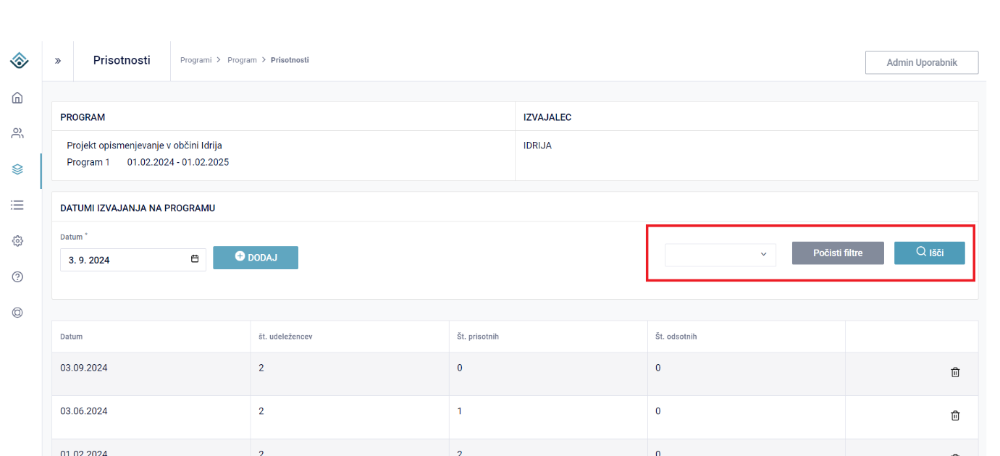 Prisotnosti
Programi > Program > Prisotnosti
Admin Uporabnik
PROGRAM
IZVAJALEC
Projekt opismenjevanje v občini Idrija
IDRIJA
Program 1 01.02.2024 - 01.02.2025
DATUMI IZVAJANJA NA PROGRAMU
Datum *
3. 9. 2024
DODAJ
Počisti filtre
Išči
Datum št. udeležencev Št. prisotnih Št. odsotnih
03.09.2024 2 0 0
03.06.2024 2 1 0
01.02.2024 2 2 0